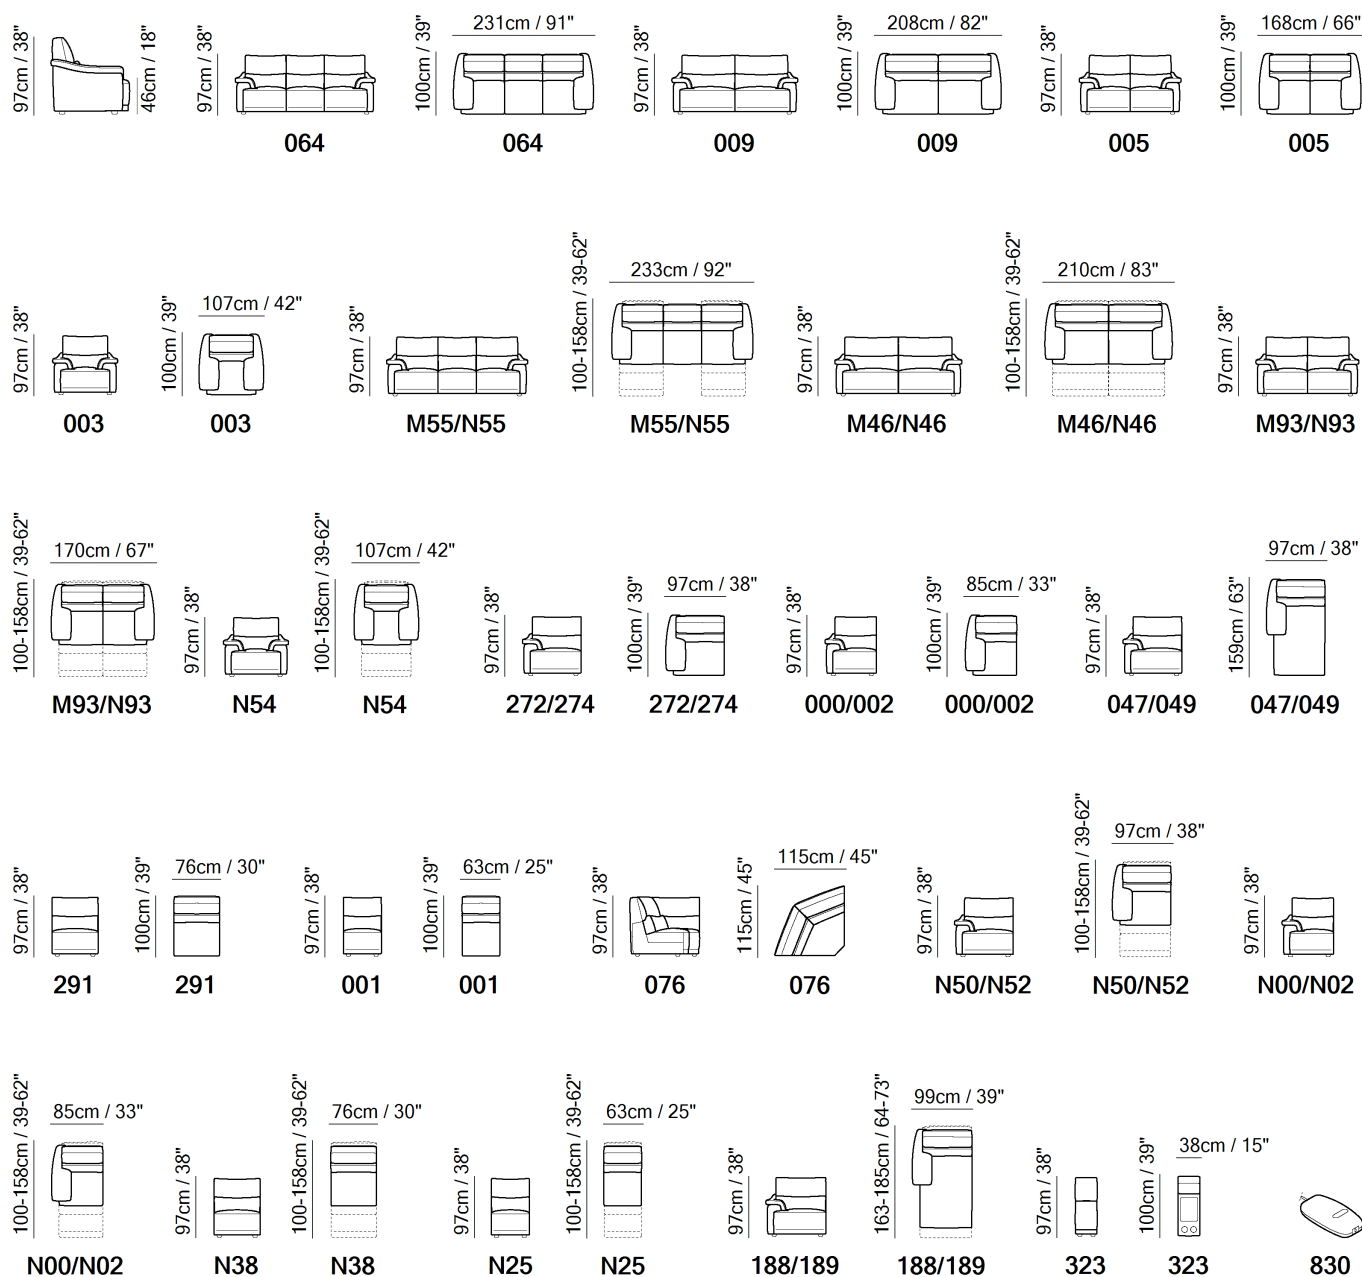 97cm / 38"
46cm / 18"
97cm / 38"
064
100cm / 39"
231cm / 91"
064
97cm / 38"
009
100cm / 39"
208cm / 82"
009
97cm / 38"
005
100cm / 39"
168cm / 66"
005
97cm / 38"
003
100cm / 39"
107cm / 42"
003
97cm / 38"
M55/N55
100-158cm / 39-62"
233cm / 92"
M55/N55
97cm / 38"
M46/N46
100-158cm / 39-62"
210cm / 83"
M46/N46
97cm / 38"
M93/N93
100-158cm / 39-62"
170cm / 67"
M93/N93
97cm / 38"
N54
100-158cm / 39-62"
107cm / 42"
N54
97cm / 38"
272/274
100cm / 39"
97cm / 38"
272/274
97cm / 38"
000/002
100cm / 39"
85cm / 33"
000/002
97cm / 38"
047/049
159cm / 63"
97cm / 38"
047/049
97cm / 38"
291
100cm / 39"
76cm / 30"
291
97cm / 38"
001
100cm / 39"
63cm / 25"
001
97cm / 38"
076
115cm / 45"
115cm / 45"
076
97cm / 38"
N50/N52
100-158cm / 39-62"
97cm / 38"
N50/N52
97cm / 38"
N00/N02
100-158cm / 39-62"
85cm / 33"
N00/N02
97cm / 38"
N38
100-158cm / 39-62"
76cm / 30"
N38
97cm / 38"
N25
100-158cm / 39-62"
63cm / 25"
N25
97cm / 38"
188/189
163-185cm / 64-73"
99cm / 39"
188/189
97cm / 38"
323
100cm / 39"
38cm / 15"
323
830